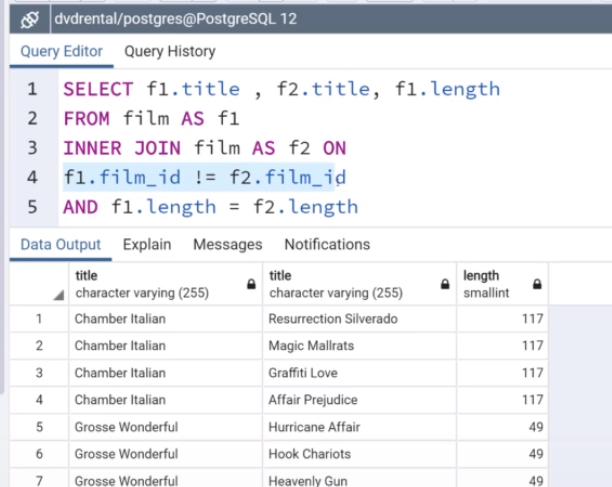 dvdrental/postgres@PostgreSQL 12
Query Editor Query History
1 SELECT f1.title , f2.title, f1.length
2 FROM film AS f1
3 INNER JOIN film AS f2 ON
4 f1.film_id != f2.film_id
5 AND f1.length = f2.length
Data Output Explain Messages Notifications
title title length
character varying (255) character varying (255) smallint
1 Chamber Italian Resurrection Silverado 117
2 Chamber Italian Magic Mallrats 117
3 Chamber Italian Graffiti Love 117
4 Chamber Italian Affair Prejudice 117
5 Grosse Wonderful Hurricane Affair 49
6 Grosse Wonderful Hook Chariots 49
7 Grosse Wonderful Heavenly Gun 49